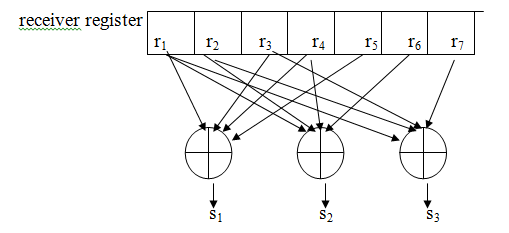 receiver register
r1 r2 r3 r4 r5 r6 r7
s1 s2 s3